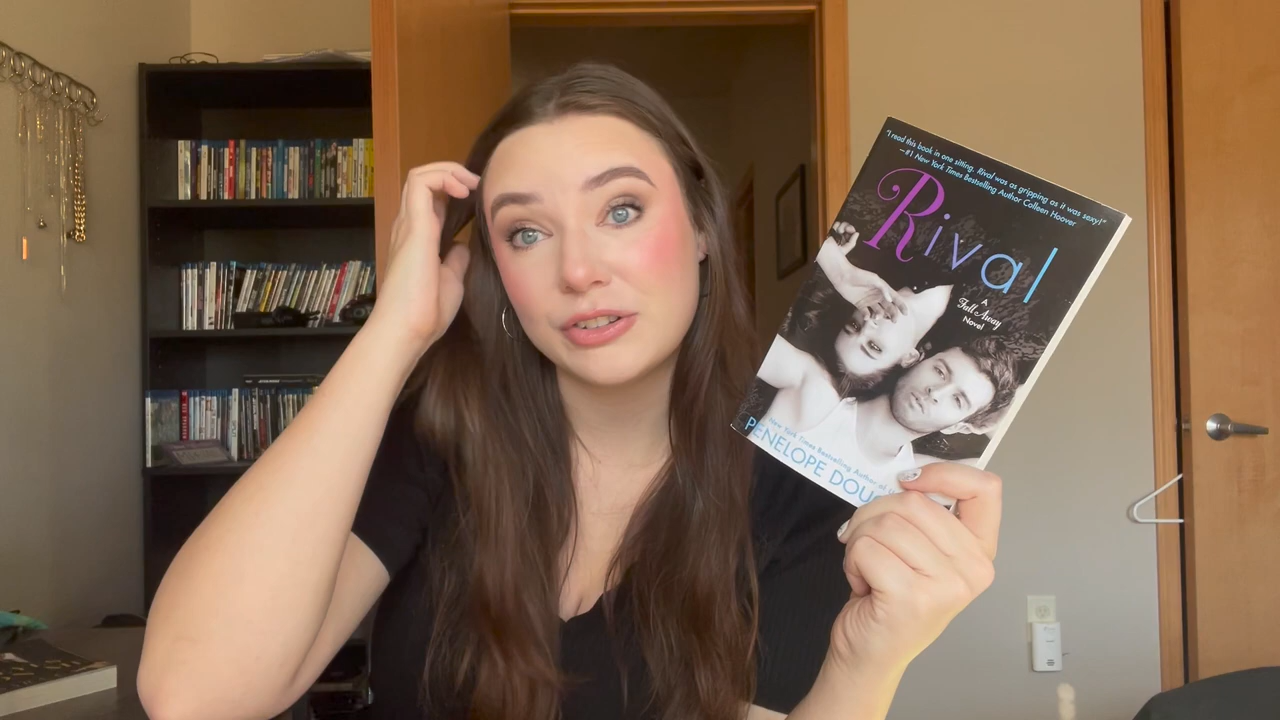 "I read this book in one sitting. Rival was as gripping as it was sexy!"
—#1 New York Times Bestselling Author Colleen Hoover
Rival
A
Fall Away
Novel
New York Times Bestselling Author of
PENELOPE